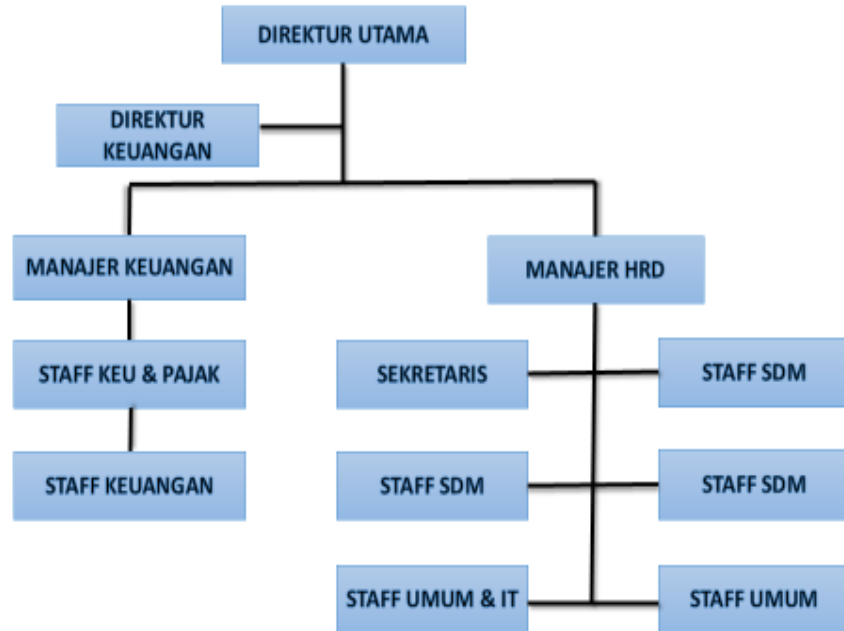 DIREKTUR UTAMA
DIREKTUR
KEUANGAN
MANAJER KEUANGAN
MANAJER HRD
STAFF KEU & PAJAK
SEKRETARIS
STAFF SDM
STAFF KEUANGAN
STAFF SDM
STAFF SDM
STAFF UMUM & IT
STAFF UMUM